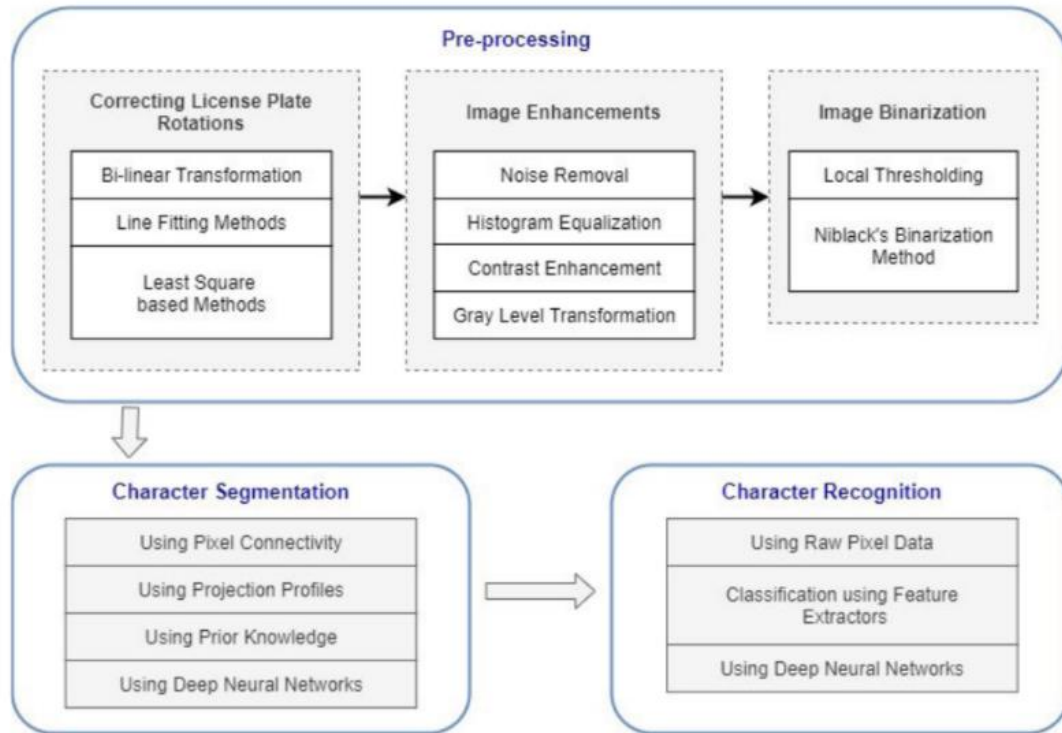 Pre-processing
Correcting License Plate
Rotations
Bi-linear Transformation
Line Fitting Methods
Least Square
based Methods
Image Enhancements
Noise Removal
Histogram Equalization
Contrast Enhancement
Gray Level Transformation
Image Binarization
Local Thresholding
Niblack's Binarization
Method
Character Segmentation
Using Pixel Connectivity
Using Projection Profiles
Using Prior Knowledge
Using Deep Neural Networks
Character Recognition
Using Raw Pixel Data
Classification using Feature
Extractors
Using Deep Neural Networks